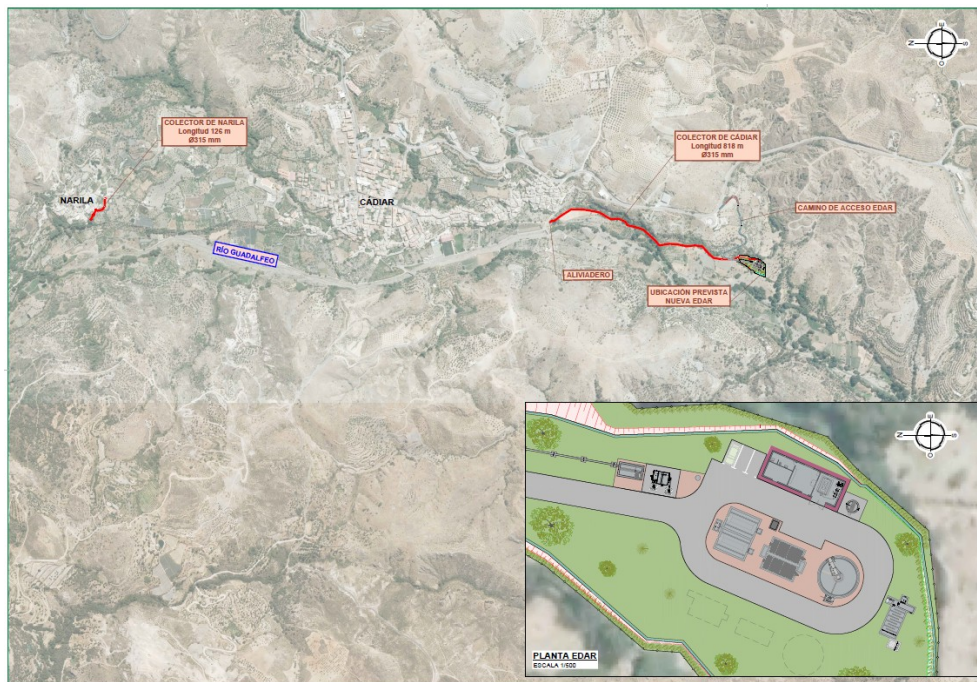 COLECTOR DE NARILA
Longitud 126 m
Ø315 mm
NARILA
CÁDIAR
RÍO GUADALFEO
COLECTOR DE CÁDIAR
Longitud 818 m
Ø315 mm
CAMINO DE ACCESO EDAR
ALIVIADERO
UBICACIÓN PREVISTA
NUEVA EDAR
N
S
E
O
N
S
E
O
PLANTA EDAR
ESCALA 1/500